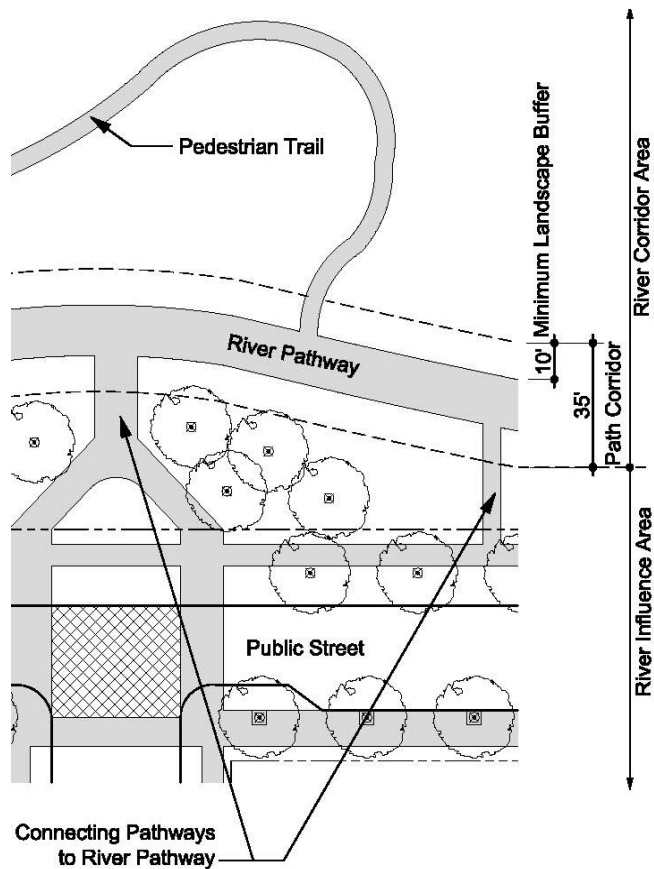 Pedestrian Trail
River Pathway
10' Minimum Landscape Buffer
35'
Path Corridor
River Corridor Area
River Influence Area
Public Street
Connecting Pathways
to River Pathway